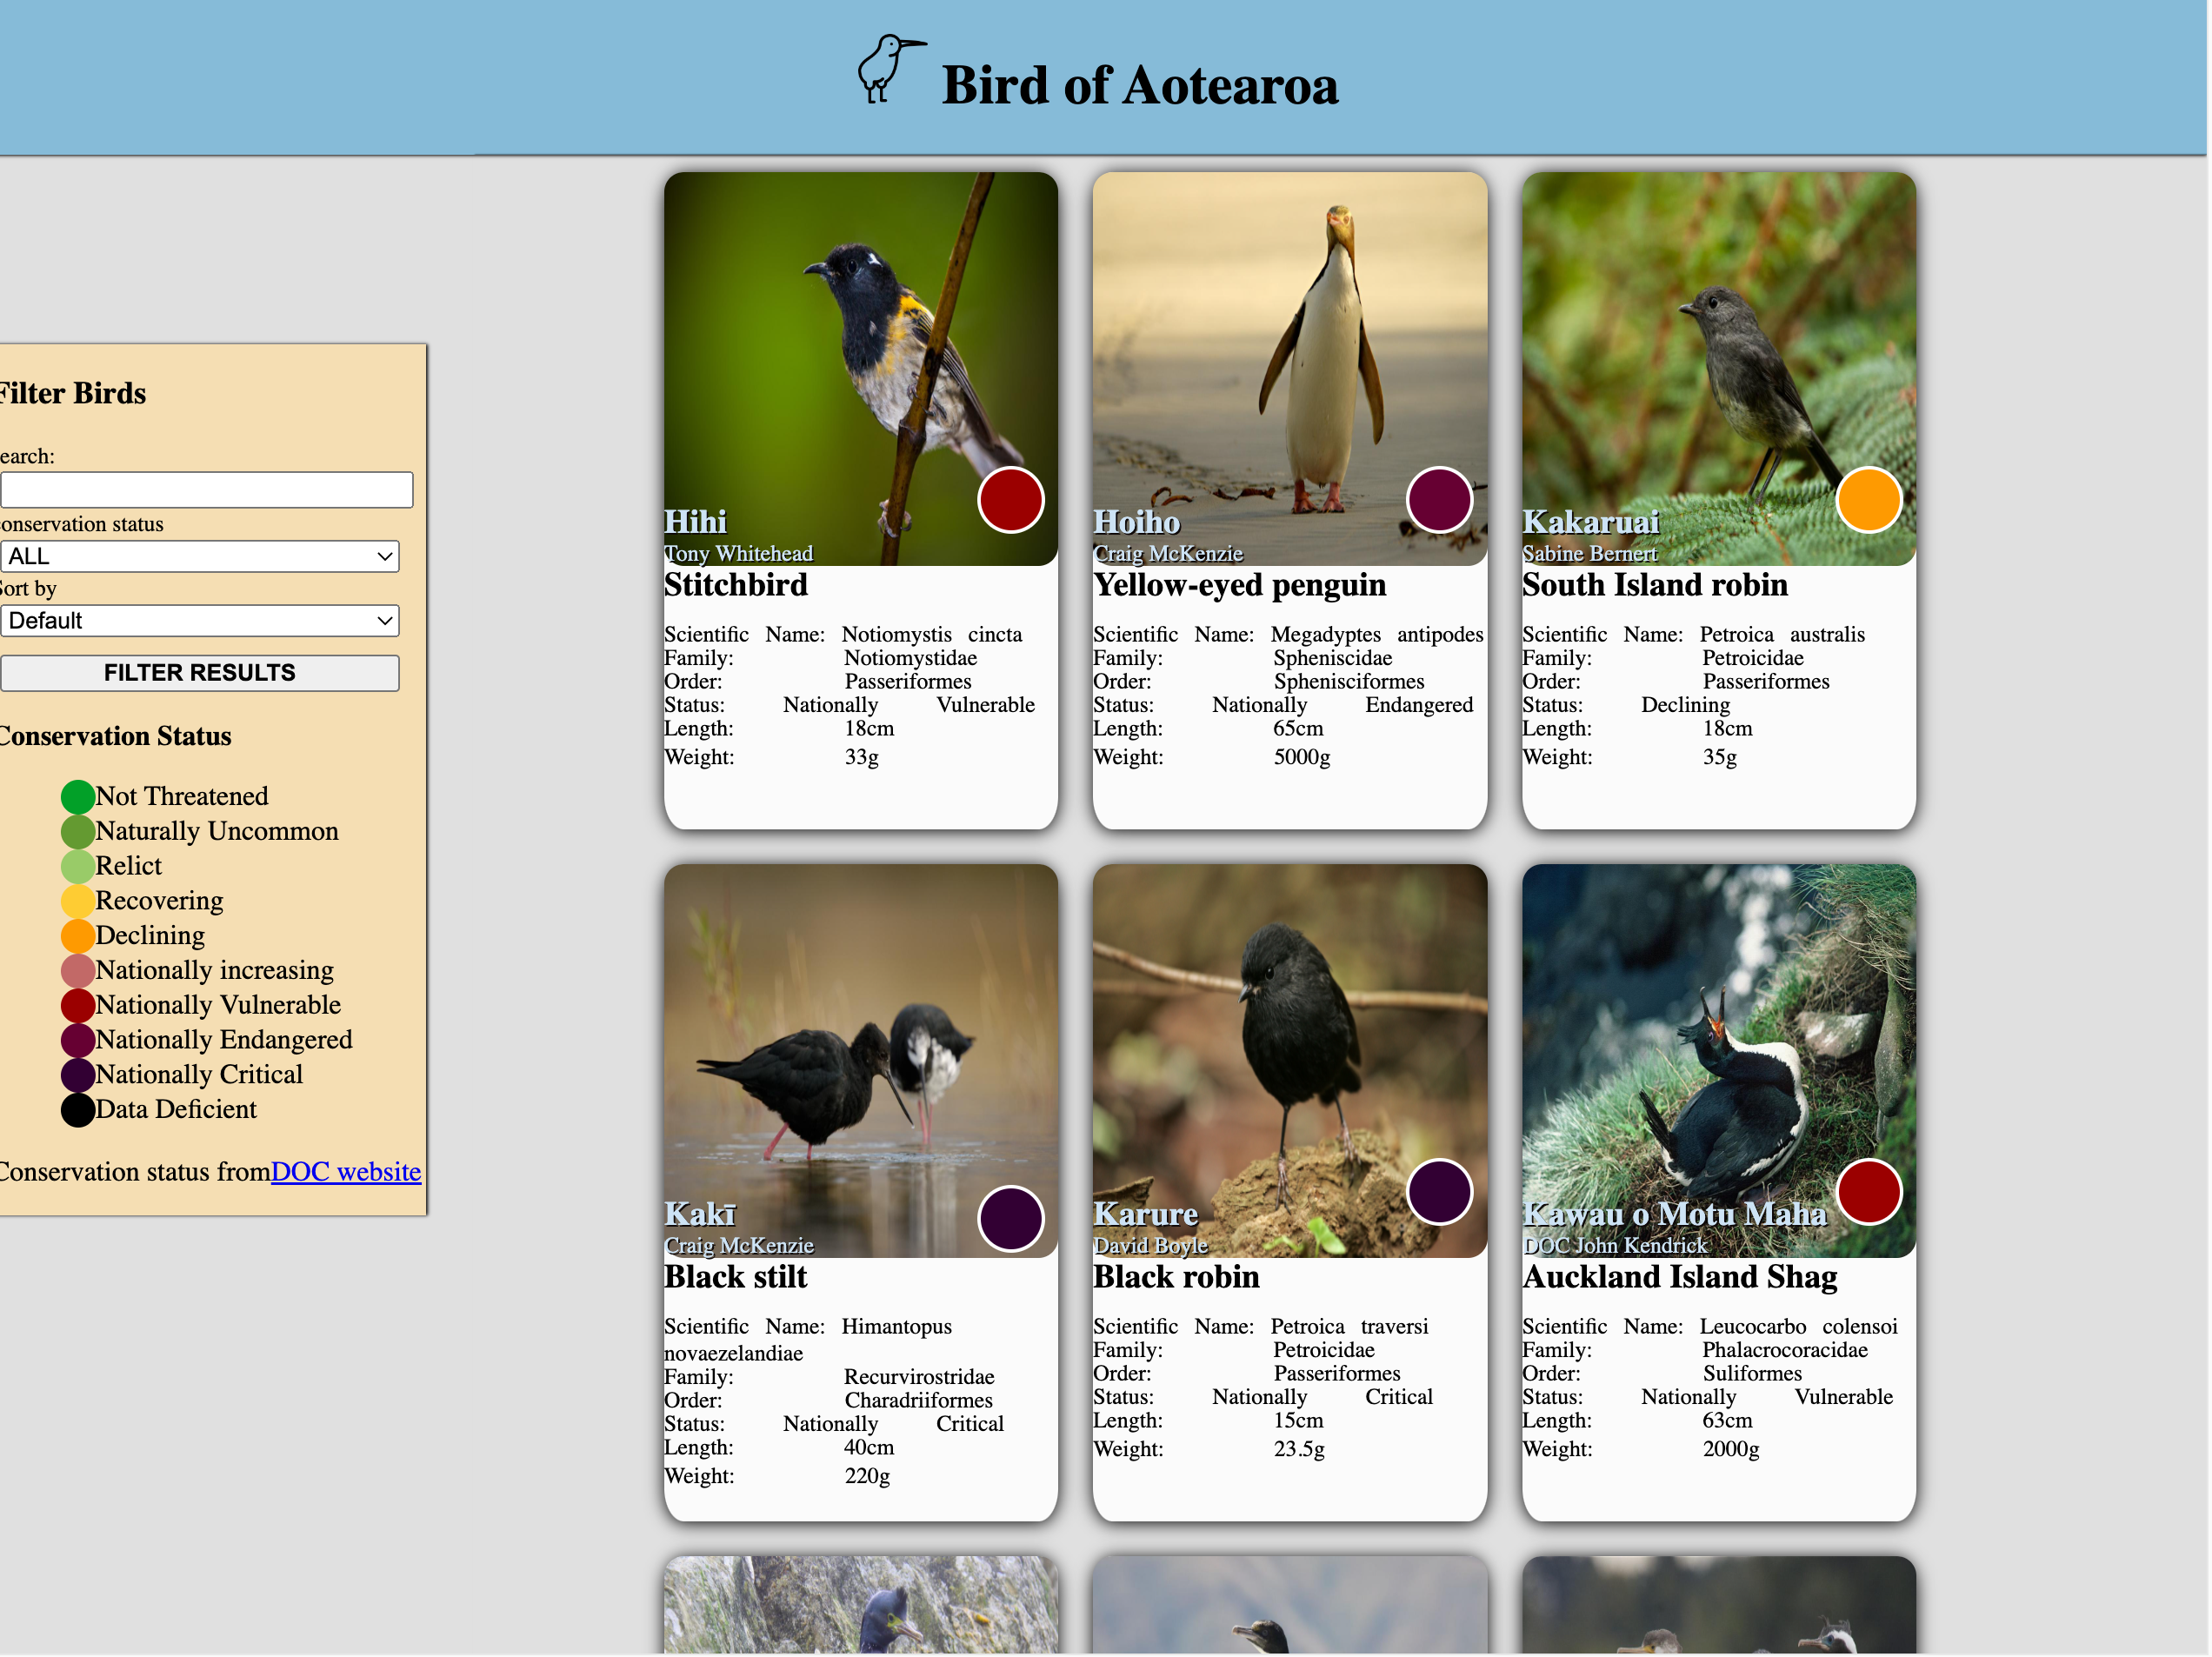 Bird of Aotearoa
Filter Birds
earch:
onservation status
ALL
Sort by
Default
FILTER RESULTS
Conservation Status
Not Threatened
Naturally Uncommon
Relict
Recovering
Declining
Nationally increasing
Nationally Vulnerable
Nationally Endangered
Nationally Critical
Data Deficient
Conservation status fromDOC website
Hihi
Tony Whitehead
Stitchbird
Scientific Name: Notiomystis cincta
Family: Notiomystidae
Order: Passeriformes
Status: Nationally Vulnerable
Length: 18cm
Weight: 33g
Hoiho
Craig McKenzie
Yellow-eyed penguin
Scientific Name: Megadyptes antipodes
Family: Spheniscidae
Order: Sphenisciformes
Status: Nationally Endangered
Length: 65cm
Weight: 5000g
Kakaruai
Sabine Bernert
South Island robin
Scientific Name: Petroica australis
Family: Petroicidae
Order: Passeriformes
Status: Declining
Length: 18cm
Weight: 35g
Kakī
Craig McKenzie
Black stilt
Scientific Name: Himantopus
novaezelandiae
Family: Recurvirostridae
Order: Charadriiformes
Status: Nationally Critical
Length: 40cm
Weight: 220g
Karure
David Boyle
Black robin
Scientific Name: Petroica traversi
Family: Petroicidae
Order: Passeriformes
Status: Nationally Critical
Length: 15cm
Weight: 23.5g
Kawau o Motu Maha
DOC John Kendrick
Auckland Island Shag
Scientific Name: Leucocarbo colensoi
Family: Phalacrocoracidae
Order: Suliformes
Status: Nationally Vulnerable
Length: 63cm
Weight: 2000g